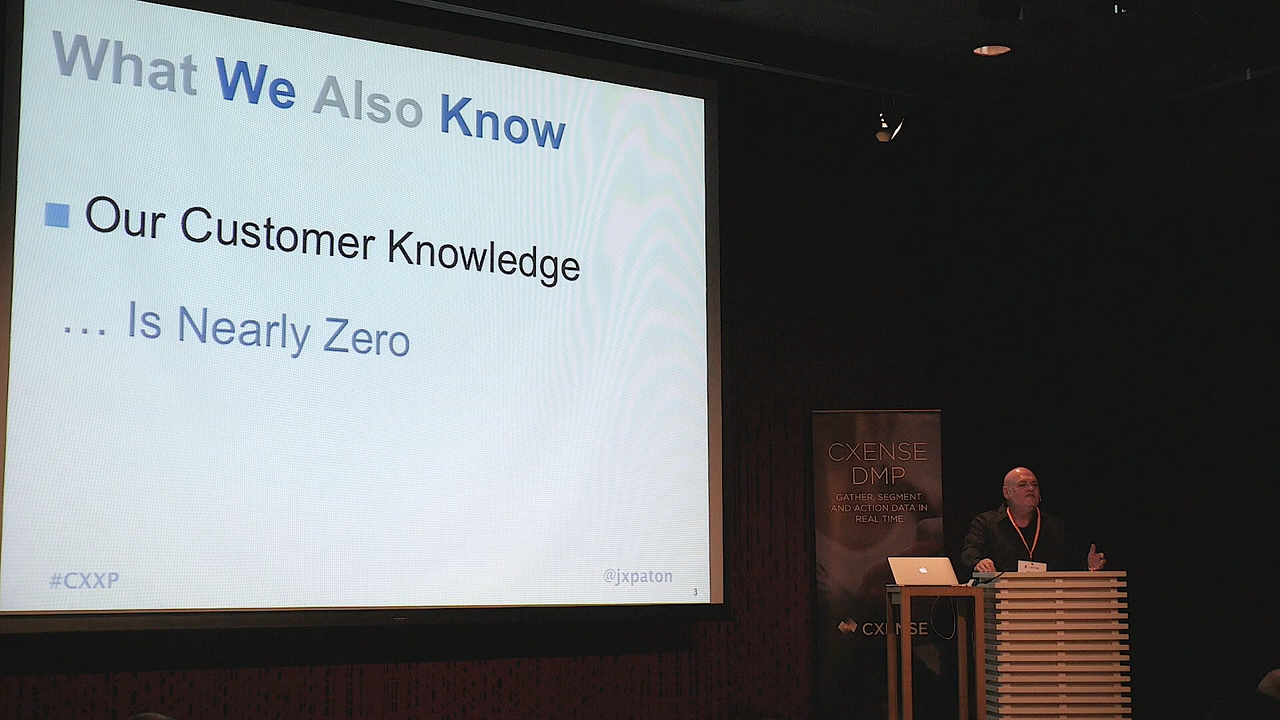 What We Also Know
Our Customer Knowledge
... Is Nearly Zero
#CXXP
@jxpaton
3
CXENSE
DMP
GATHER, SEGMENT
AND ACTION DATA IN
REAL TIME
CXENSE